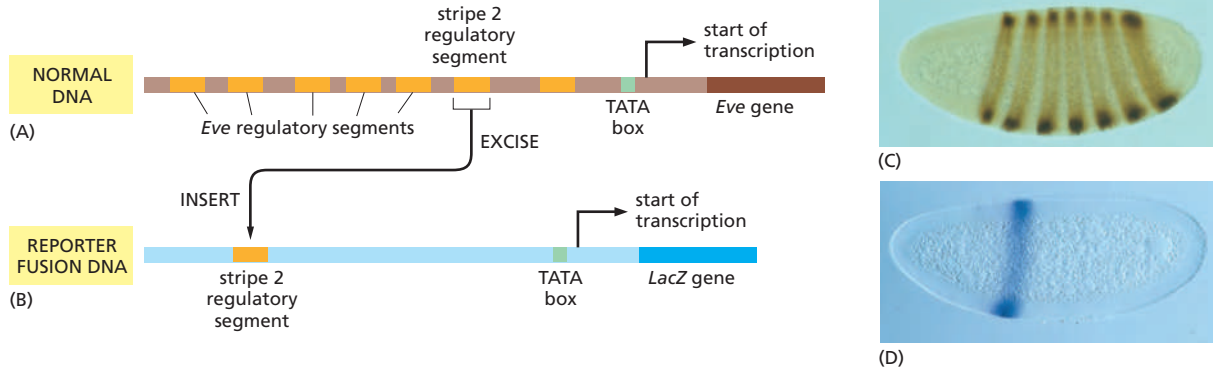 stripe 2
regulatory
segment
start of
transcription
NORMAL
DNA
TATA
box
Eve gene
Eve regulatory segments
(A)
EXCISE
INSERT
start of
transcription
REPORTER
FUSION DNA
stripe 2
regulatory
segment
TATA
box
LacZ gene
(B)
(C)
(D)